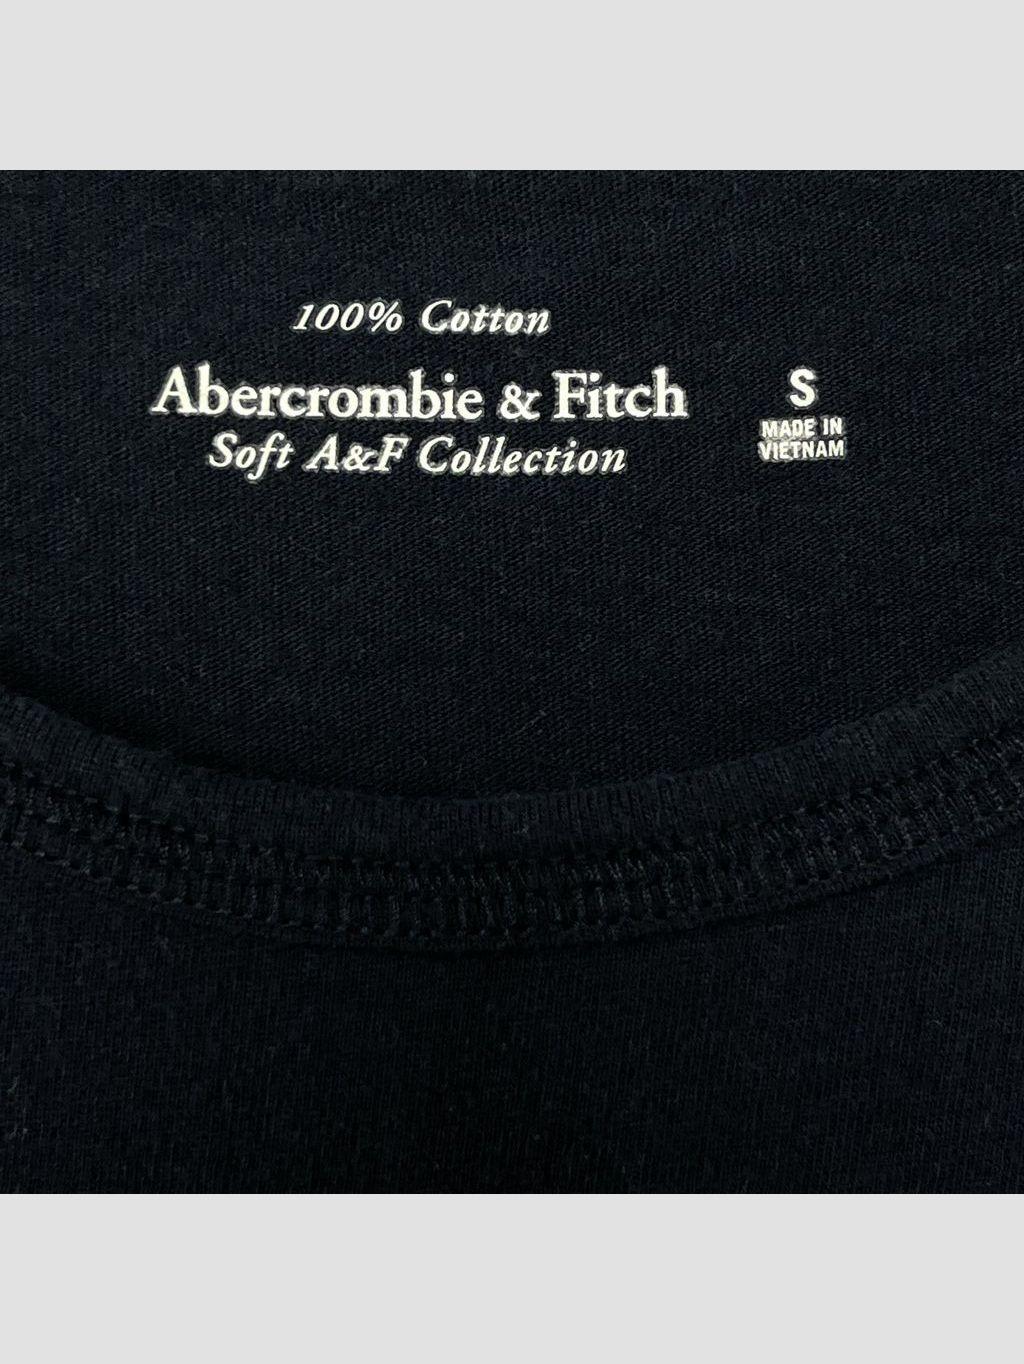 100% Cotton
Abercrombie & Fitch
Soft A&F Collection
S
MADE IN
VIETNAM